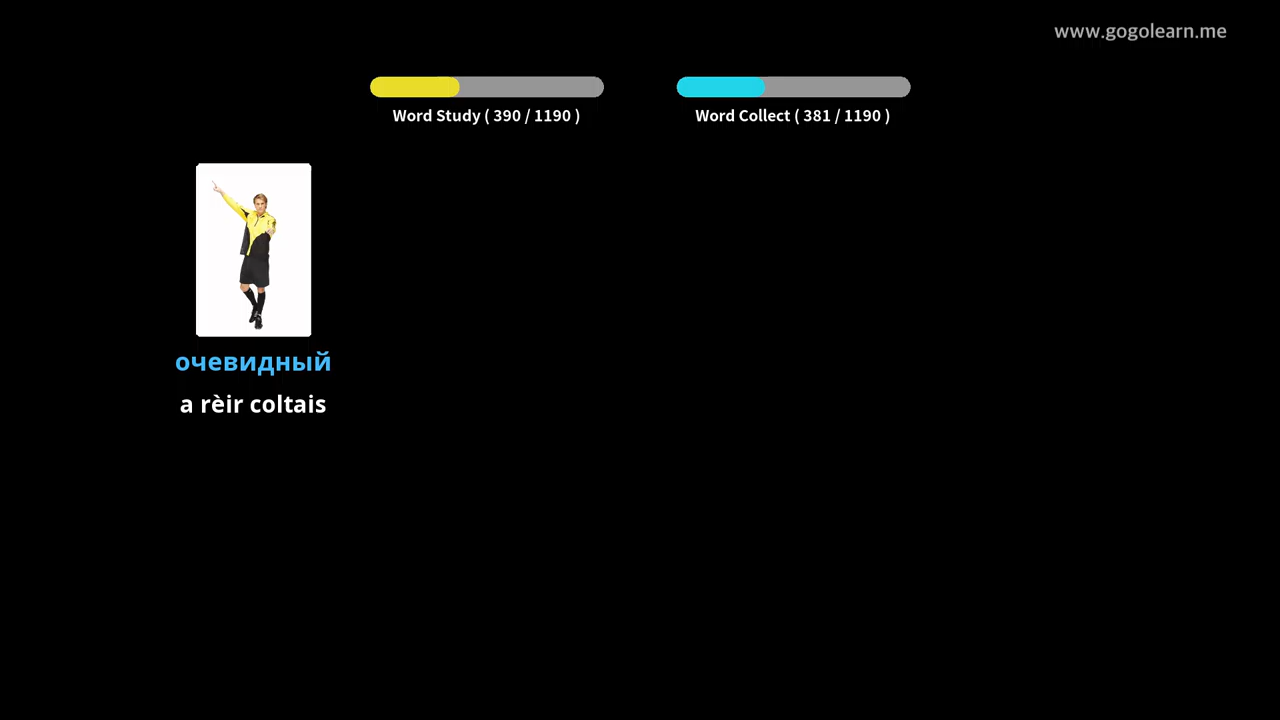 www.gogolearn.me
Word Study ( 390 / 1190 )
Word Collect ( 381 / 1190 )
очевидный
a rèir coltais